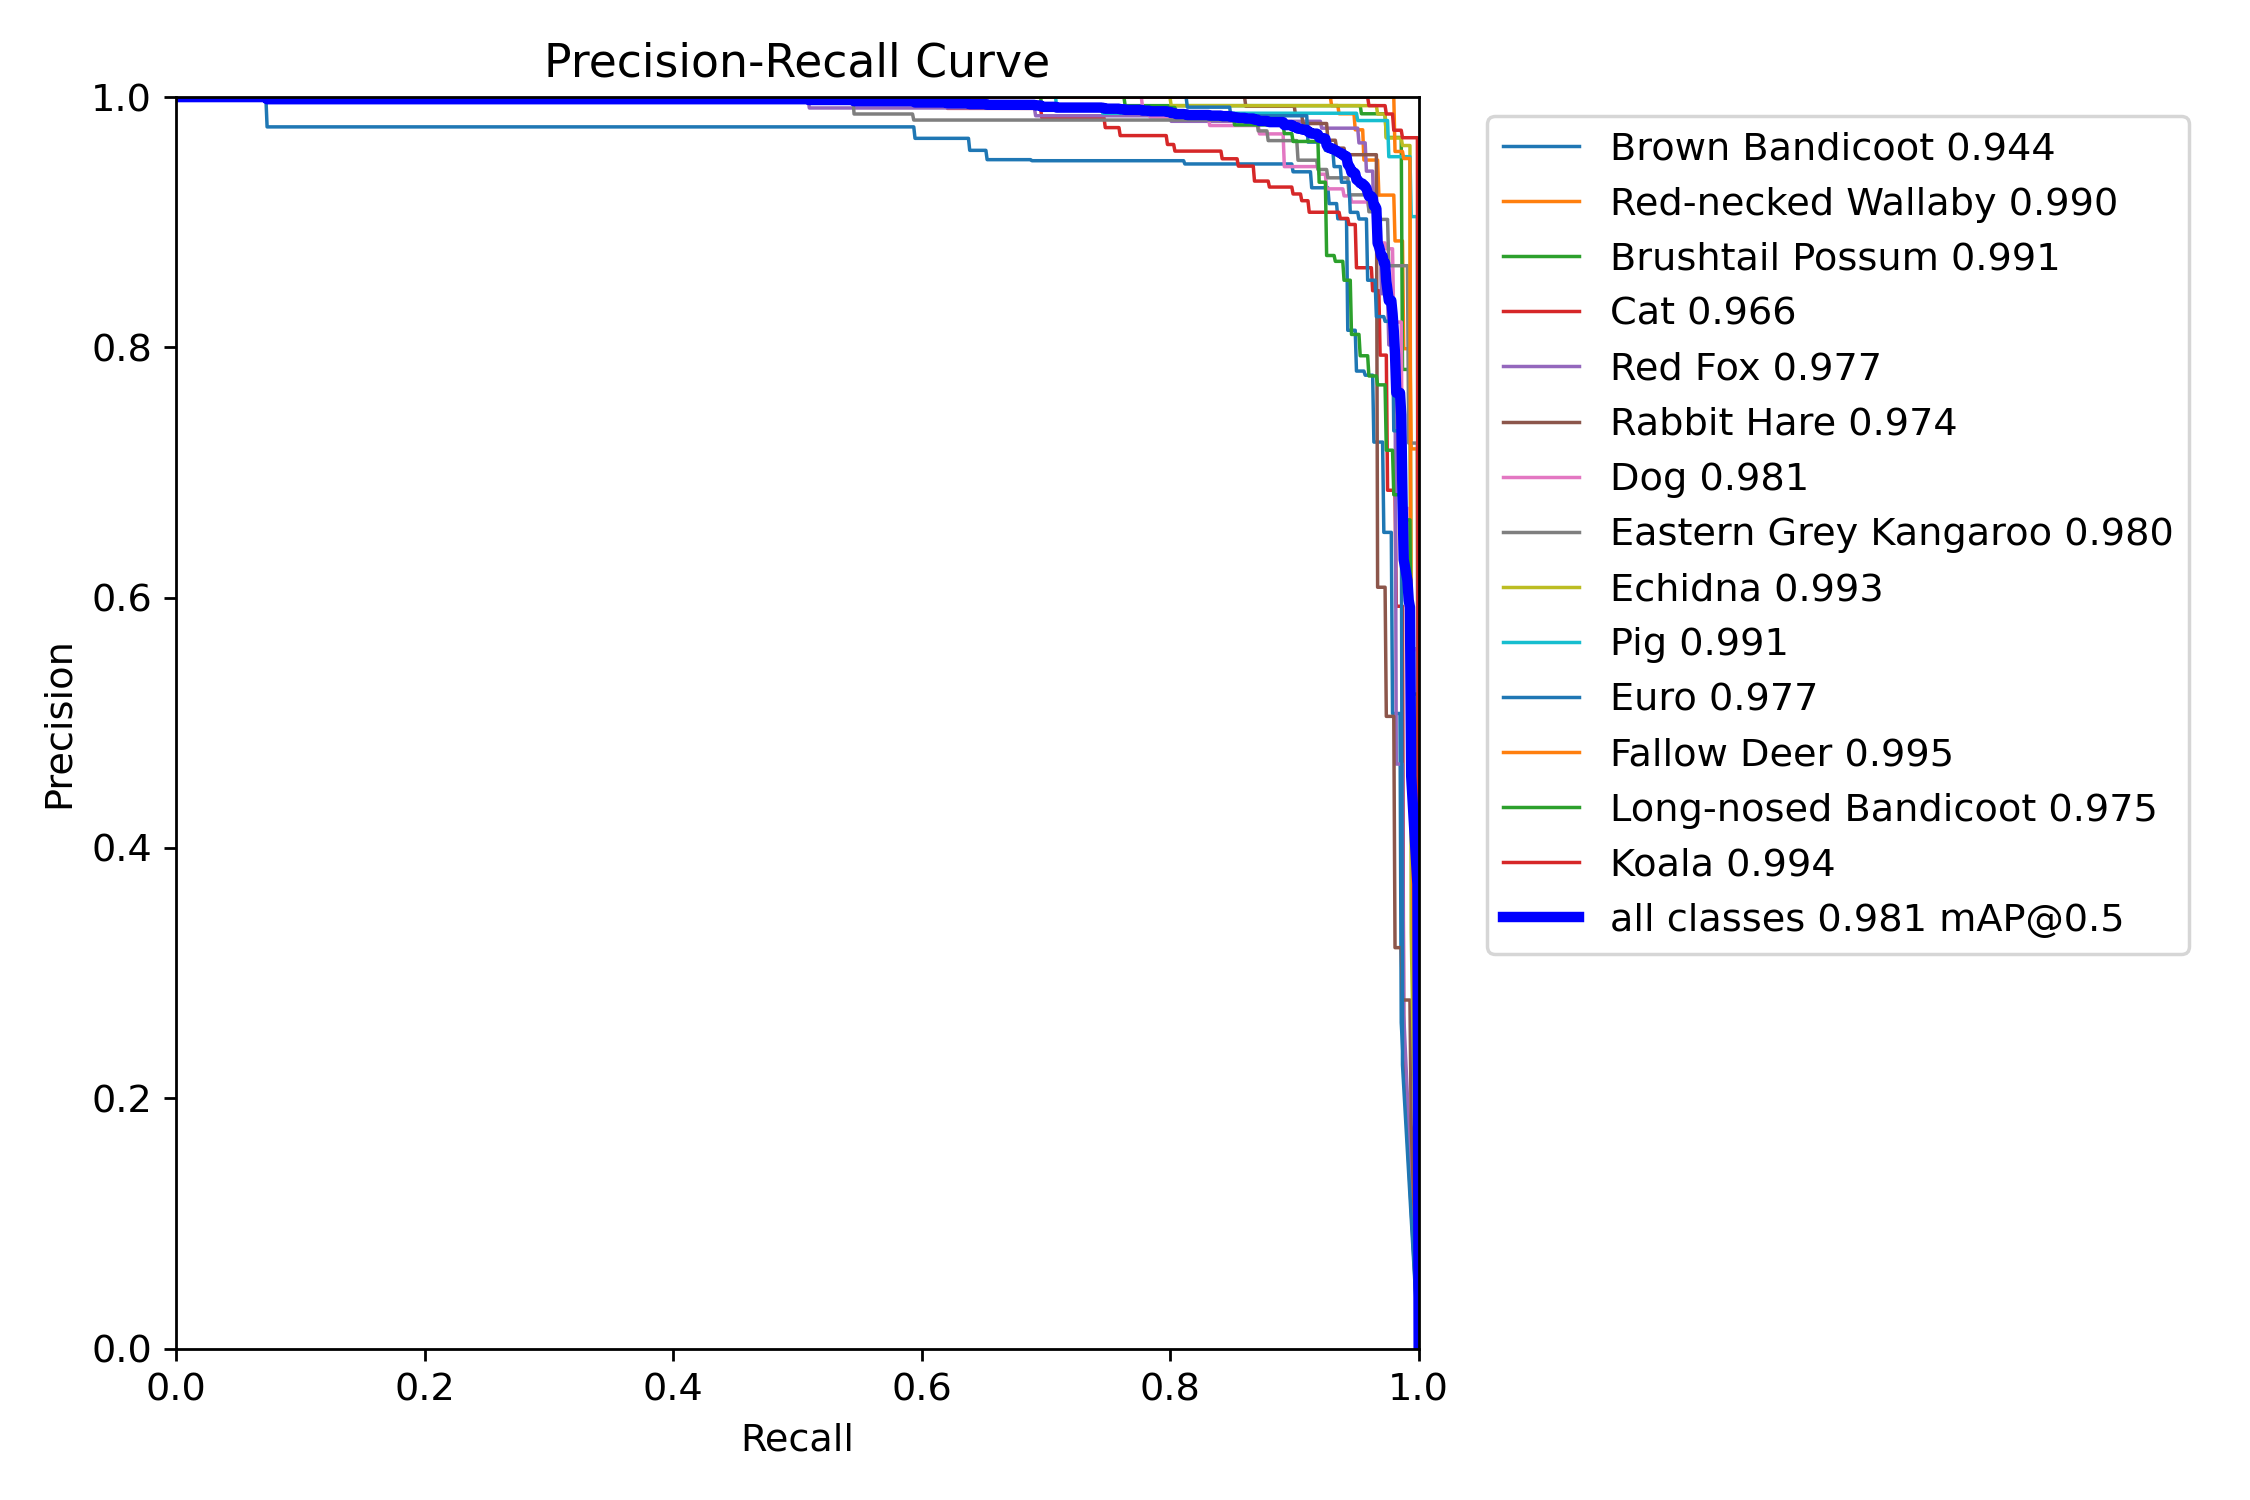 Precision-Recall Curve
1.0
0.8
0.6
0.4
0.2
0.0
Precision
0.0 0.2 0.4 0.6 0.8 1.0
Recall
Brown Bandicoot 0.944
Red-necked Wallaby 0.990
Brushtail Possum 0.991
Cat 0.966
Red Fox 0.977
Rabbit Hare 0.974
Dog 0.981
Eastern Grey Kangaroo 0.980
Echidna 0.993
Pig 0.991
Euro 0.977
Fallow Deer 0.995
Long-nosed Bandicoot 0.975
Koala 0.994
all classes 0.981 mAP@0.5